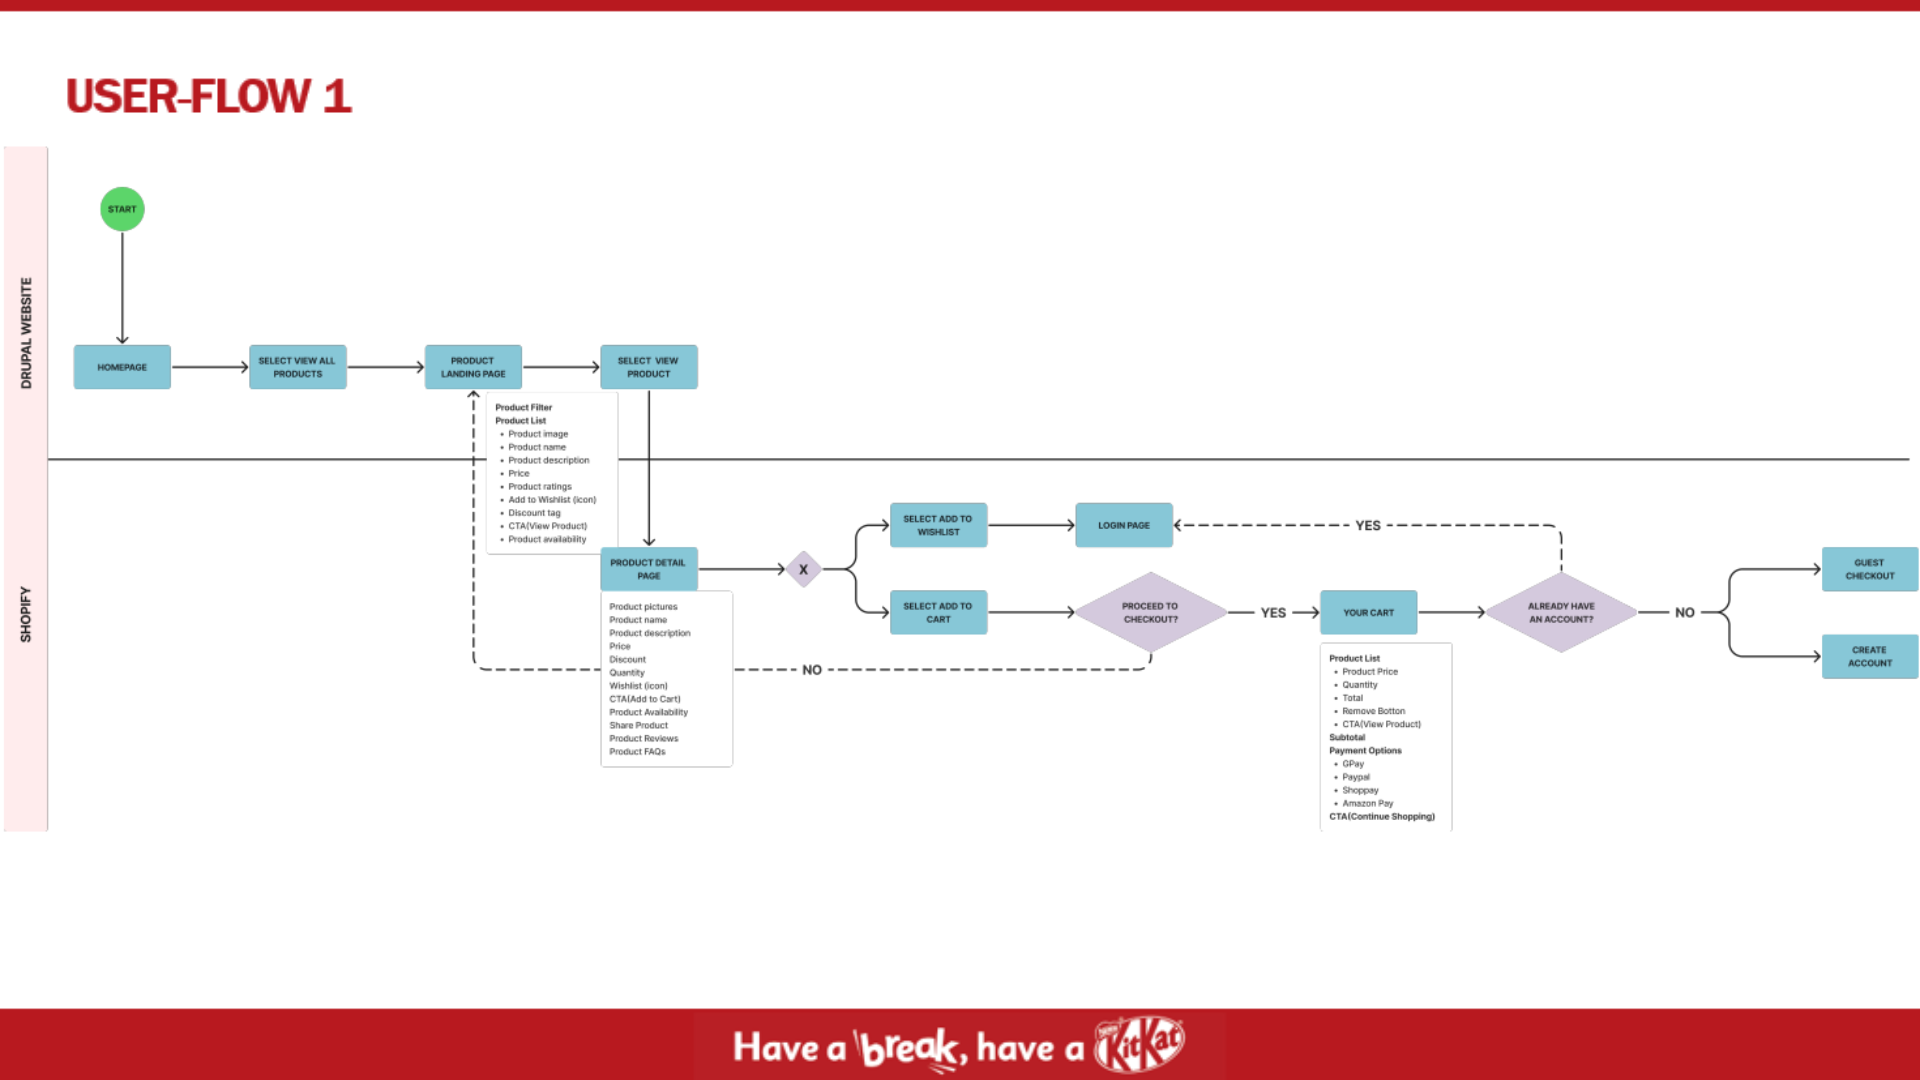 USER-FLOW 1
DRUPAL WEBSITE
START
HOMEPAGE
SELECT VIEW ALL
PRODUCTS
PRODUCT
LANDING PAGE
SELECT VIEW
PRODUCT
Product Filter
Product List
• Product image
• Product name
• Product description
• Price
• Product ratings
• Add to Wishlist (icon)
• Discount tag
• CTA(View Product)
• Product availability
SHOPIFY
PRODUCT DETAIL
PAGE
Product pictures
Product name
Product description
Price
Discount
Quantity
Wishlist (icon)
CTA(Add to Cart)
Product Availability
Share Product
Product Reviews
Product FAQs
X
SELECT ADD TO
WISHLIST
LOGIN PAGE
YES
SELECT ADD TO
CART
PROCEED TO
CHECKOUT?
NO
YES
YOUR CART
Product List
• Product Price
• Quantity
• Total
• Remove Botton
• CTA(View Product)
Subtotal
Payment Options
• GPay
• Paypal
• Shoppay
• Amazon Pay
CTA(Continue Shopping)
ALREADY HAVE
AN ACCOUNT?
NO
GUEST
CHECKOUT
CREATE
ACCOUNT
Have a break, have a
Nestlé
KitKat